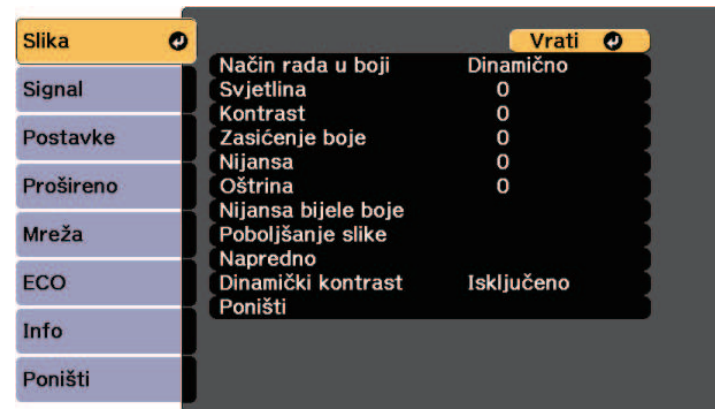 Slika
Signal
Postavke
Prošireno
Mreža
ECO
Info
Poništi
Vrati
Način rada u boji Dinamično
Svjetlina 0
Kontrast 0
Zasićenje boje 0
Nijansa 0
Oštrina 0
Nijansa bijele boje
Poboljšanje slike
Napredno
Dinamički kontrast Isključeno
Poništi